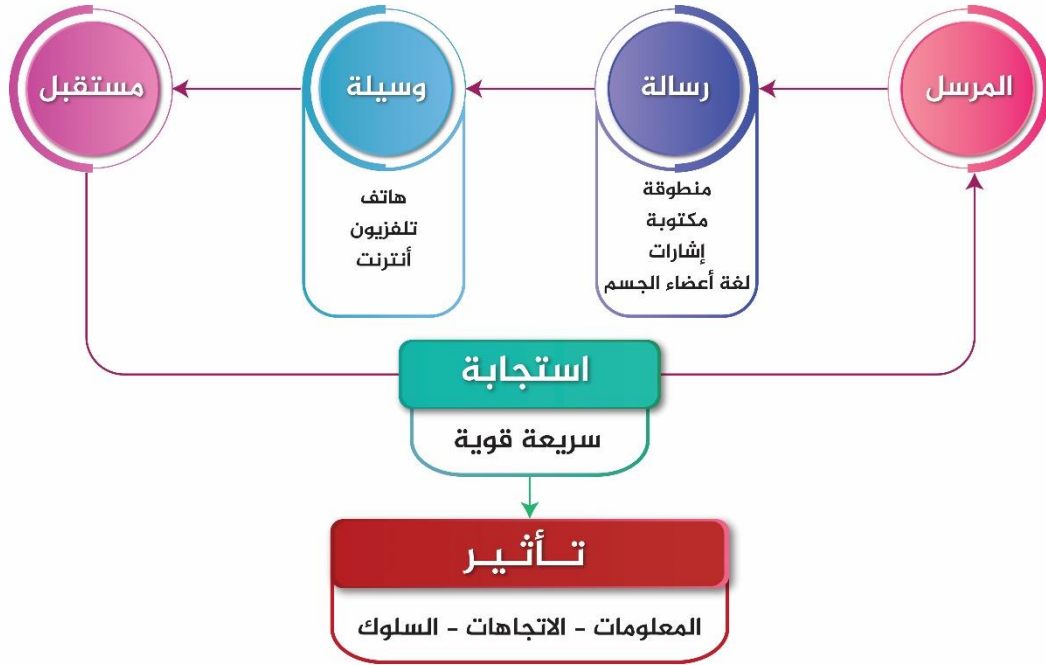 المرسل
رسالة
وسيلة
مستقبل
منطوقة
مكتوبة
إشارات
لغة أعضاء الجسم
هاتف
تلفزيون
أنترنت
استجابة
سريعة قوية
تــأثــيــر
المعلومات - الاتجاهات - السلوك